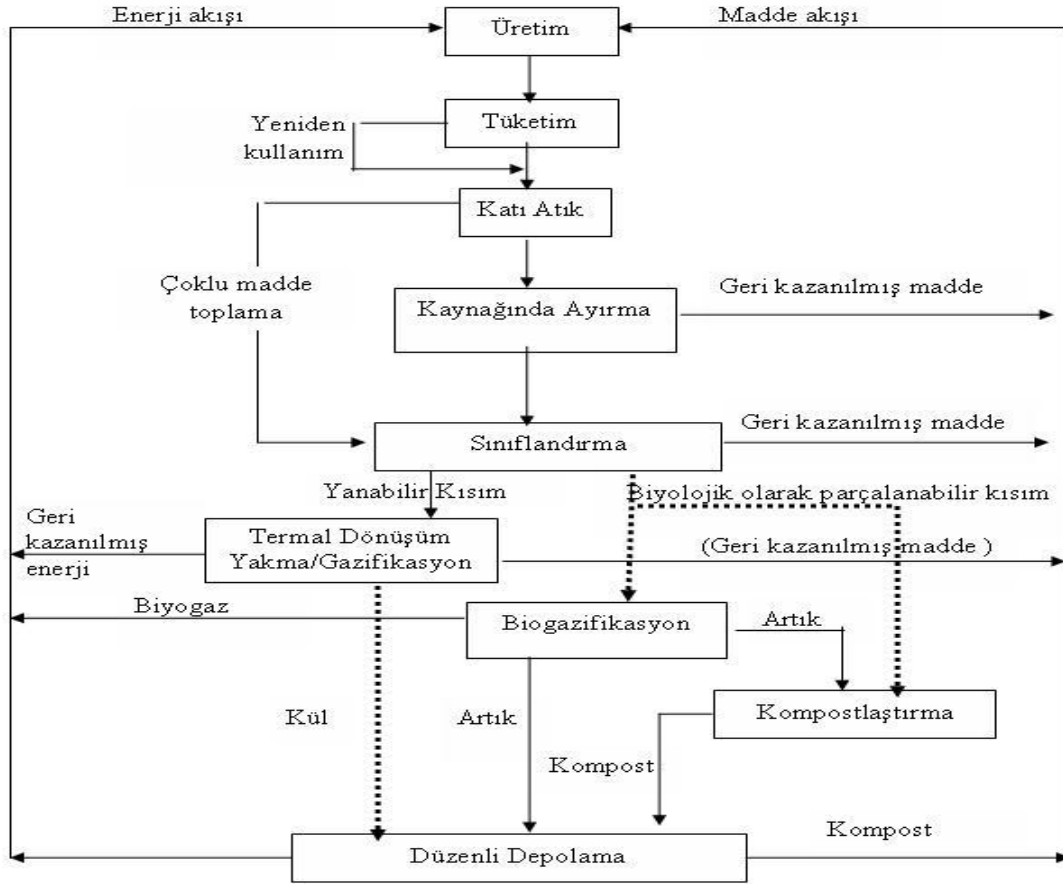 Enerji akışı
Madde akışı
Üretim
Tüketim
Yeniden
kullanım
Katı Atık
Çoklu madde
toplama
Geri kazanılmış madde
Kaynağında Ayırma
Geri kazanılmış madde
Sınıflandırma
Yanabilir Kısım
Biyolojik olarak parçalanabilir kısım
Geri
kazanılmış
enerji
Termal Dönüşüm
Yakma/Gazifikasyon
(Geri kazanılmış madde )
Biyogaz
Biogazifikasyon
Artık
Kül
Artık
Kompostlaştırma
Kompost
Kompost
Düzenli Depolama